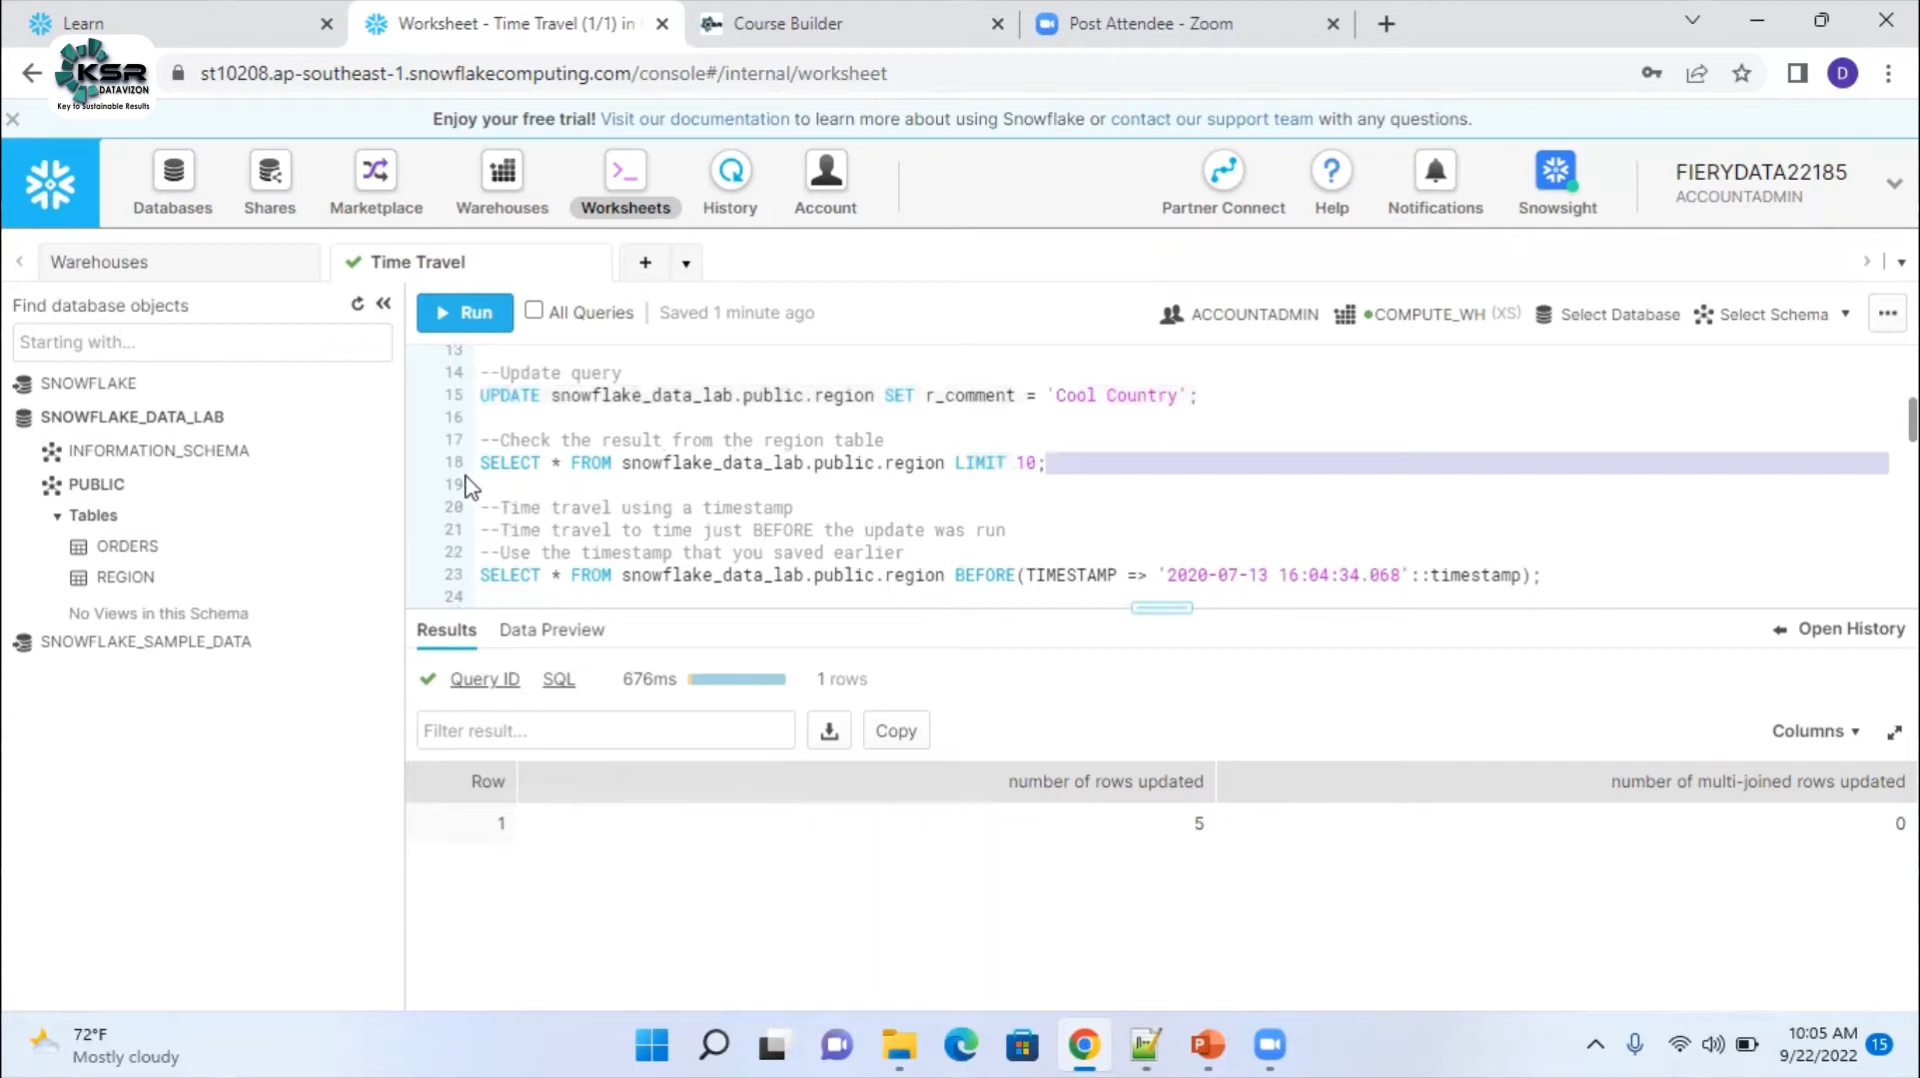 Learn
Worksheet - Time Travel (1/1) in
Course Builder
Post Attendee - Zoom
KSR
DATAVIZON
Key to Sustainable Results
st10208.ap-southeast-1.snowflakecomputing.com/console#/internal/worksheet
D
Enjoy your free trial! Visit our documentation to learn more about using Snowflake or contact our support team with any questions.
Databases
Shares
Marketplace
Warehouses
Worksheets
History
Account
Partner Connect
Help
Notifications
Snowsight
FIERYDATA22185
ACCOUNTADMIN
Warehouses
Time Travel
Find database objects
Starting with...
SNOWFLAKE
SNOWFLAKE_DATA_LAB
INFORMATION_SCHEMA
PUBLIC
Tables
ORDERS
REGION
No Views in this Schema
SNOWFLAKE_SAMPLE_DATA
Run
All Queries
Saved 1 minute ago
ACCOUNTADMIN
COMPUTE_WH (XS)
Select Database
Select Schema
13
14 --Update query
15 UPDATE snowflake_data_lab.public.region SET r_comment = 'Cool Country';
16
17 --Check the result from the region table
18 SELECT * FROM snowflake_data_lab.public.region LIMIT 10;
19
20 --Time travel using a timestamp
21 --Time travel to time just BEFORE the update was run
22 --Use the timestamp that you saved earlier
23 SELECT * FROM snowflake_data_lab.public.region BEFORE(TIMESTAMP => '2020-07-13 16:04:34.068'::timestamp);
24
Results
Data Preview
Open History
Query ID
SQL
676ms
1 rows
Filter result...
Copy
Columns
Row
number of rows updated
number of multi-joined rows updated
1
5
0
72°F
Mostly cloudy
10:05 AM
9/22/2022
15